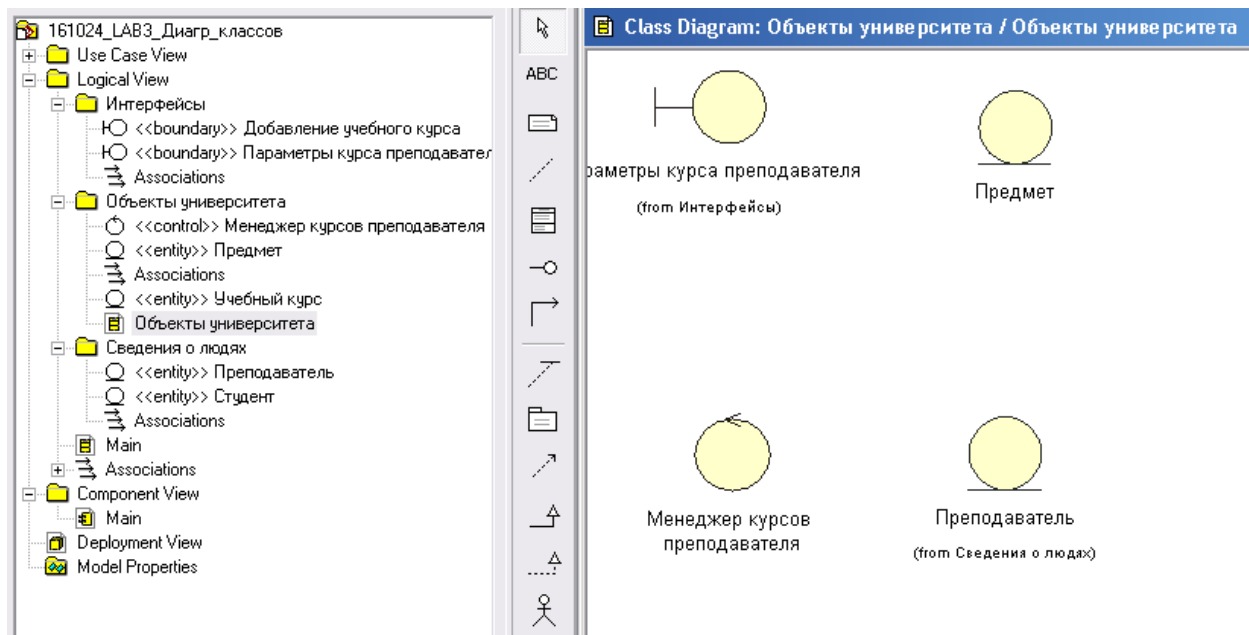 161024_LAB3_Диагр_классов
Use Case View
Logical View
Интерфейсы
<<boundary>> Добавление учебного курса
<<boundary>> Параметры курса преподавател
Associations
Объекты университета
<<control>> Менеджер курсов преподавателя
<<entity>> Предмет
Associations
<<entity>> Учебный курс
Объекты университета
Сведения о людях
<<entity>> Преподаватель
<<entity>> Студент
Associations
Main
Associations
Component View
Main
Deployment View
Model Properties
ABC
Class Diagram: Объекты университета / Объекты университета
раметры курса преподавателя
(from Интерфейсы)
Предмет
Менеджер курсов
преподавателя
Преподаватель
(from Сведения о людях)